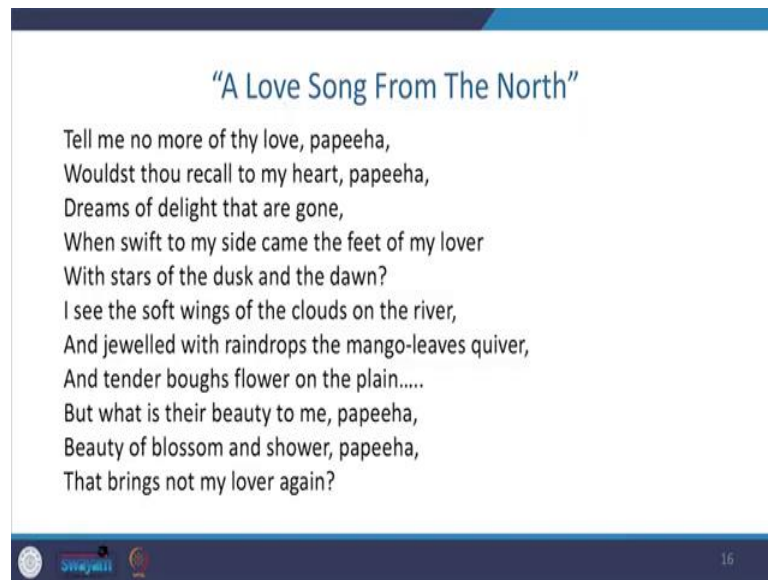 “A Love Song From The North”
Tell me no more of thy love, papeeha,
Wouldst thou recall to my heart, papeeha,
Dreams of delight that are gone,
When swift to my side came the feet of my lover
With stars of the dusk and the dawn?
I see the soft wings of the clouds on the river,
And jewelled with raindrops the mango-leaves quiver,
And tender boughs flower on the plain.....
But what is their beauty to me, papeeha,
Beauty of blossom and shower, papeeha,
That brings not my lover again?
swayam
16